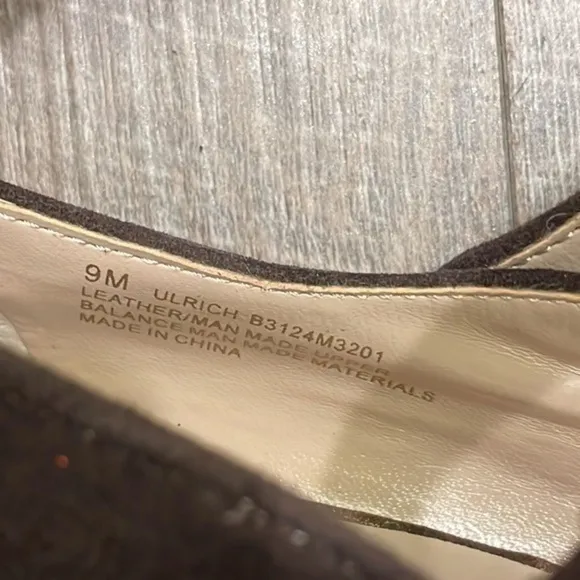 9M ULRICH B3124M3201
LEATHER/MAN MADE UPPER
BALANCE MAN MADE MATERIALS
MADE IN CHINA